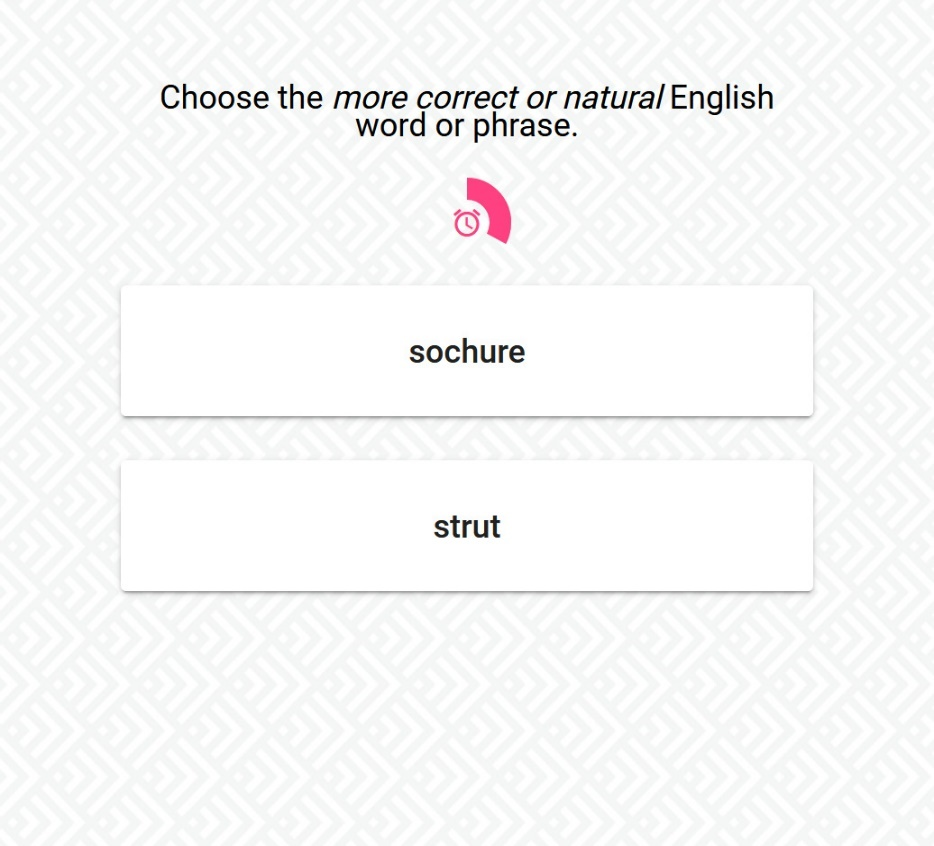 Choose the more correct or natural English
word or phrase.
sochure
strut